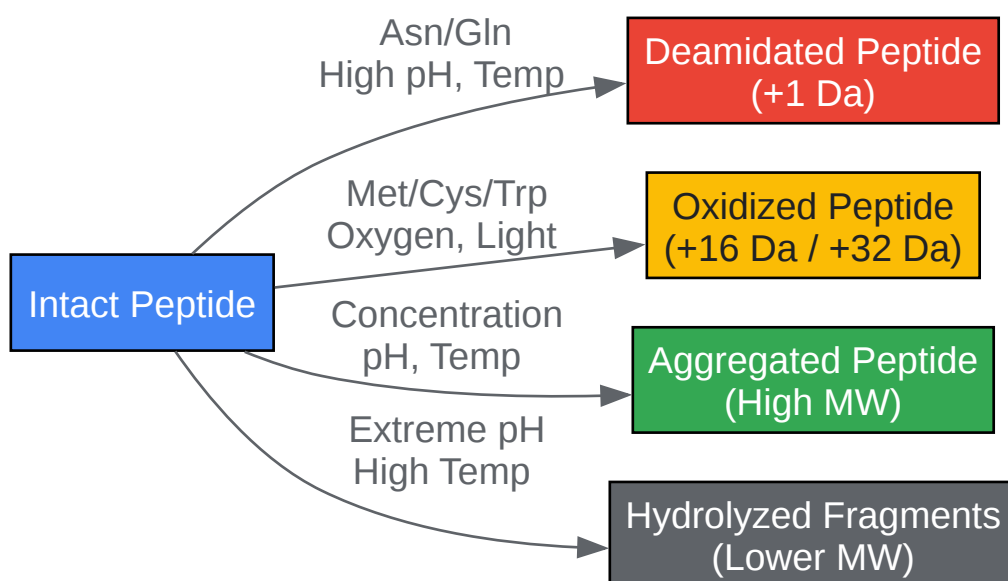 Asn/Gln
High pH, Temp
Deamidated Peptide
(+1 Da)
Met/Cys/Trp
Oxygen, Light
Oxidized Peptide
(+16 Da / +32 Da)
Intact Peptide
Concentration
pH, Temp
Aggregated Peptide
(High MW)
Extreme pH
High Temp
Hydrolyzed Fragments
(Lower MW)